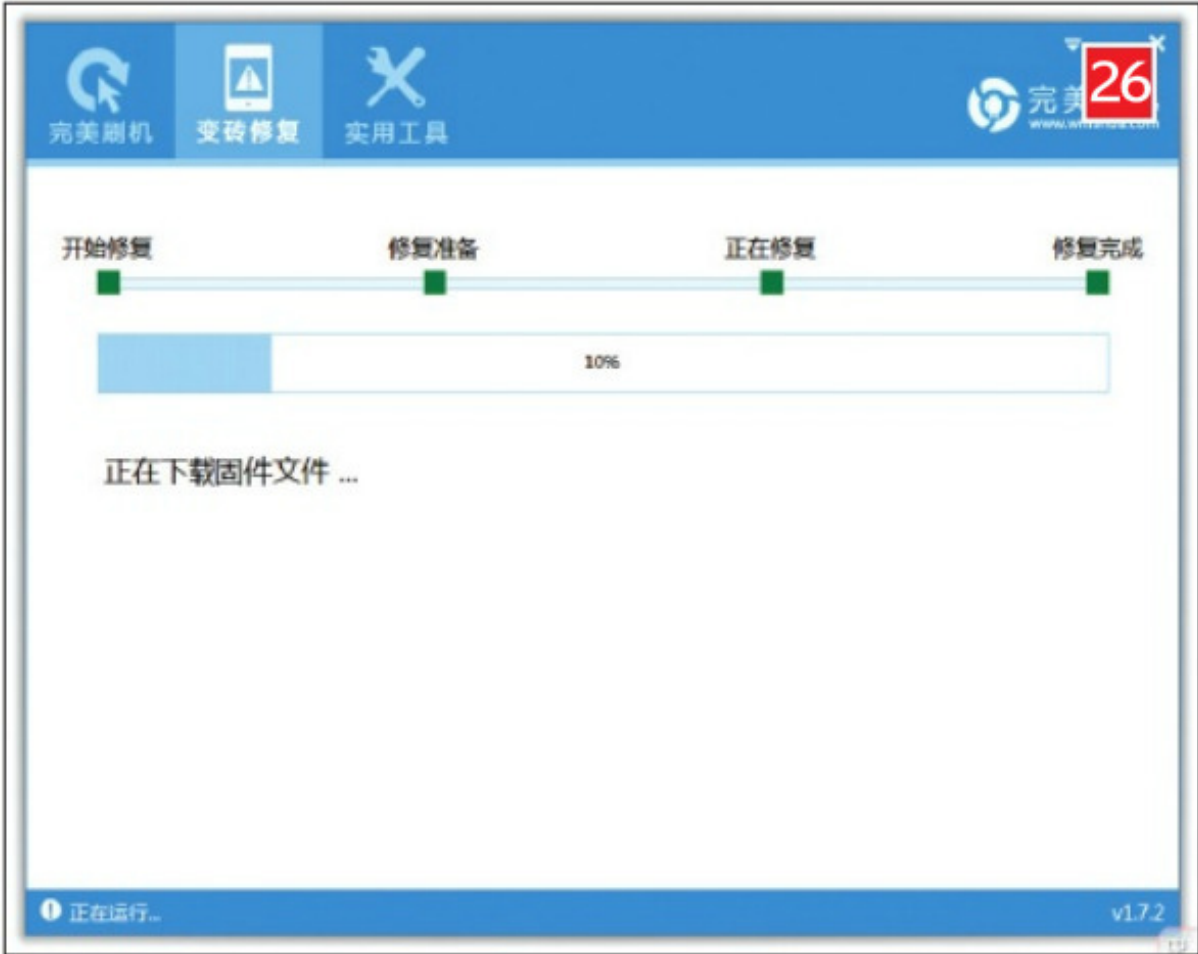 完美刷机 变砖修复 实用工具
完美
26
开始修复 修复准备 正在修复 修复完成
10%
正在下载固件文件 ...
正在运行...
v1.7.2